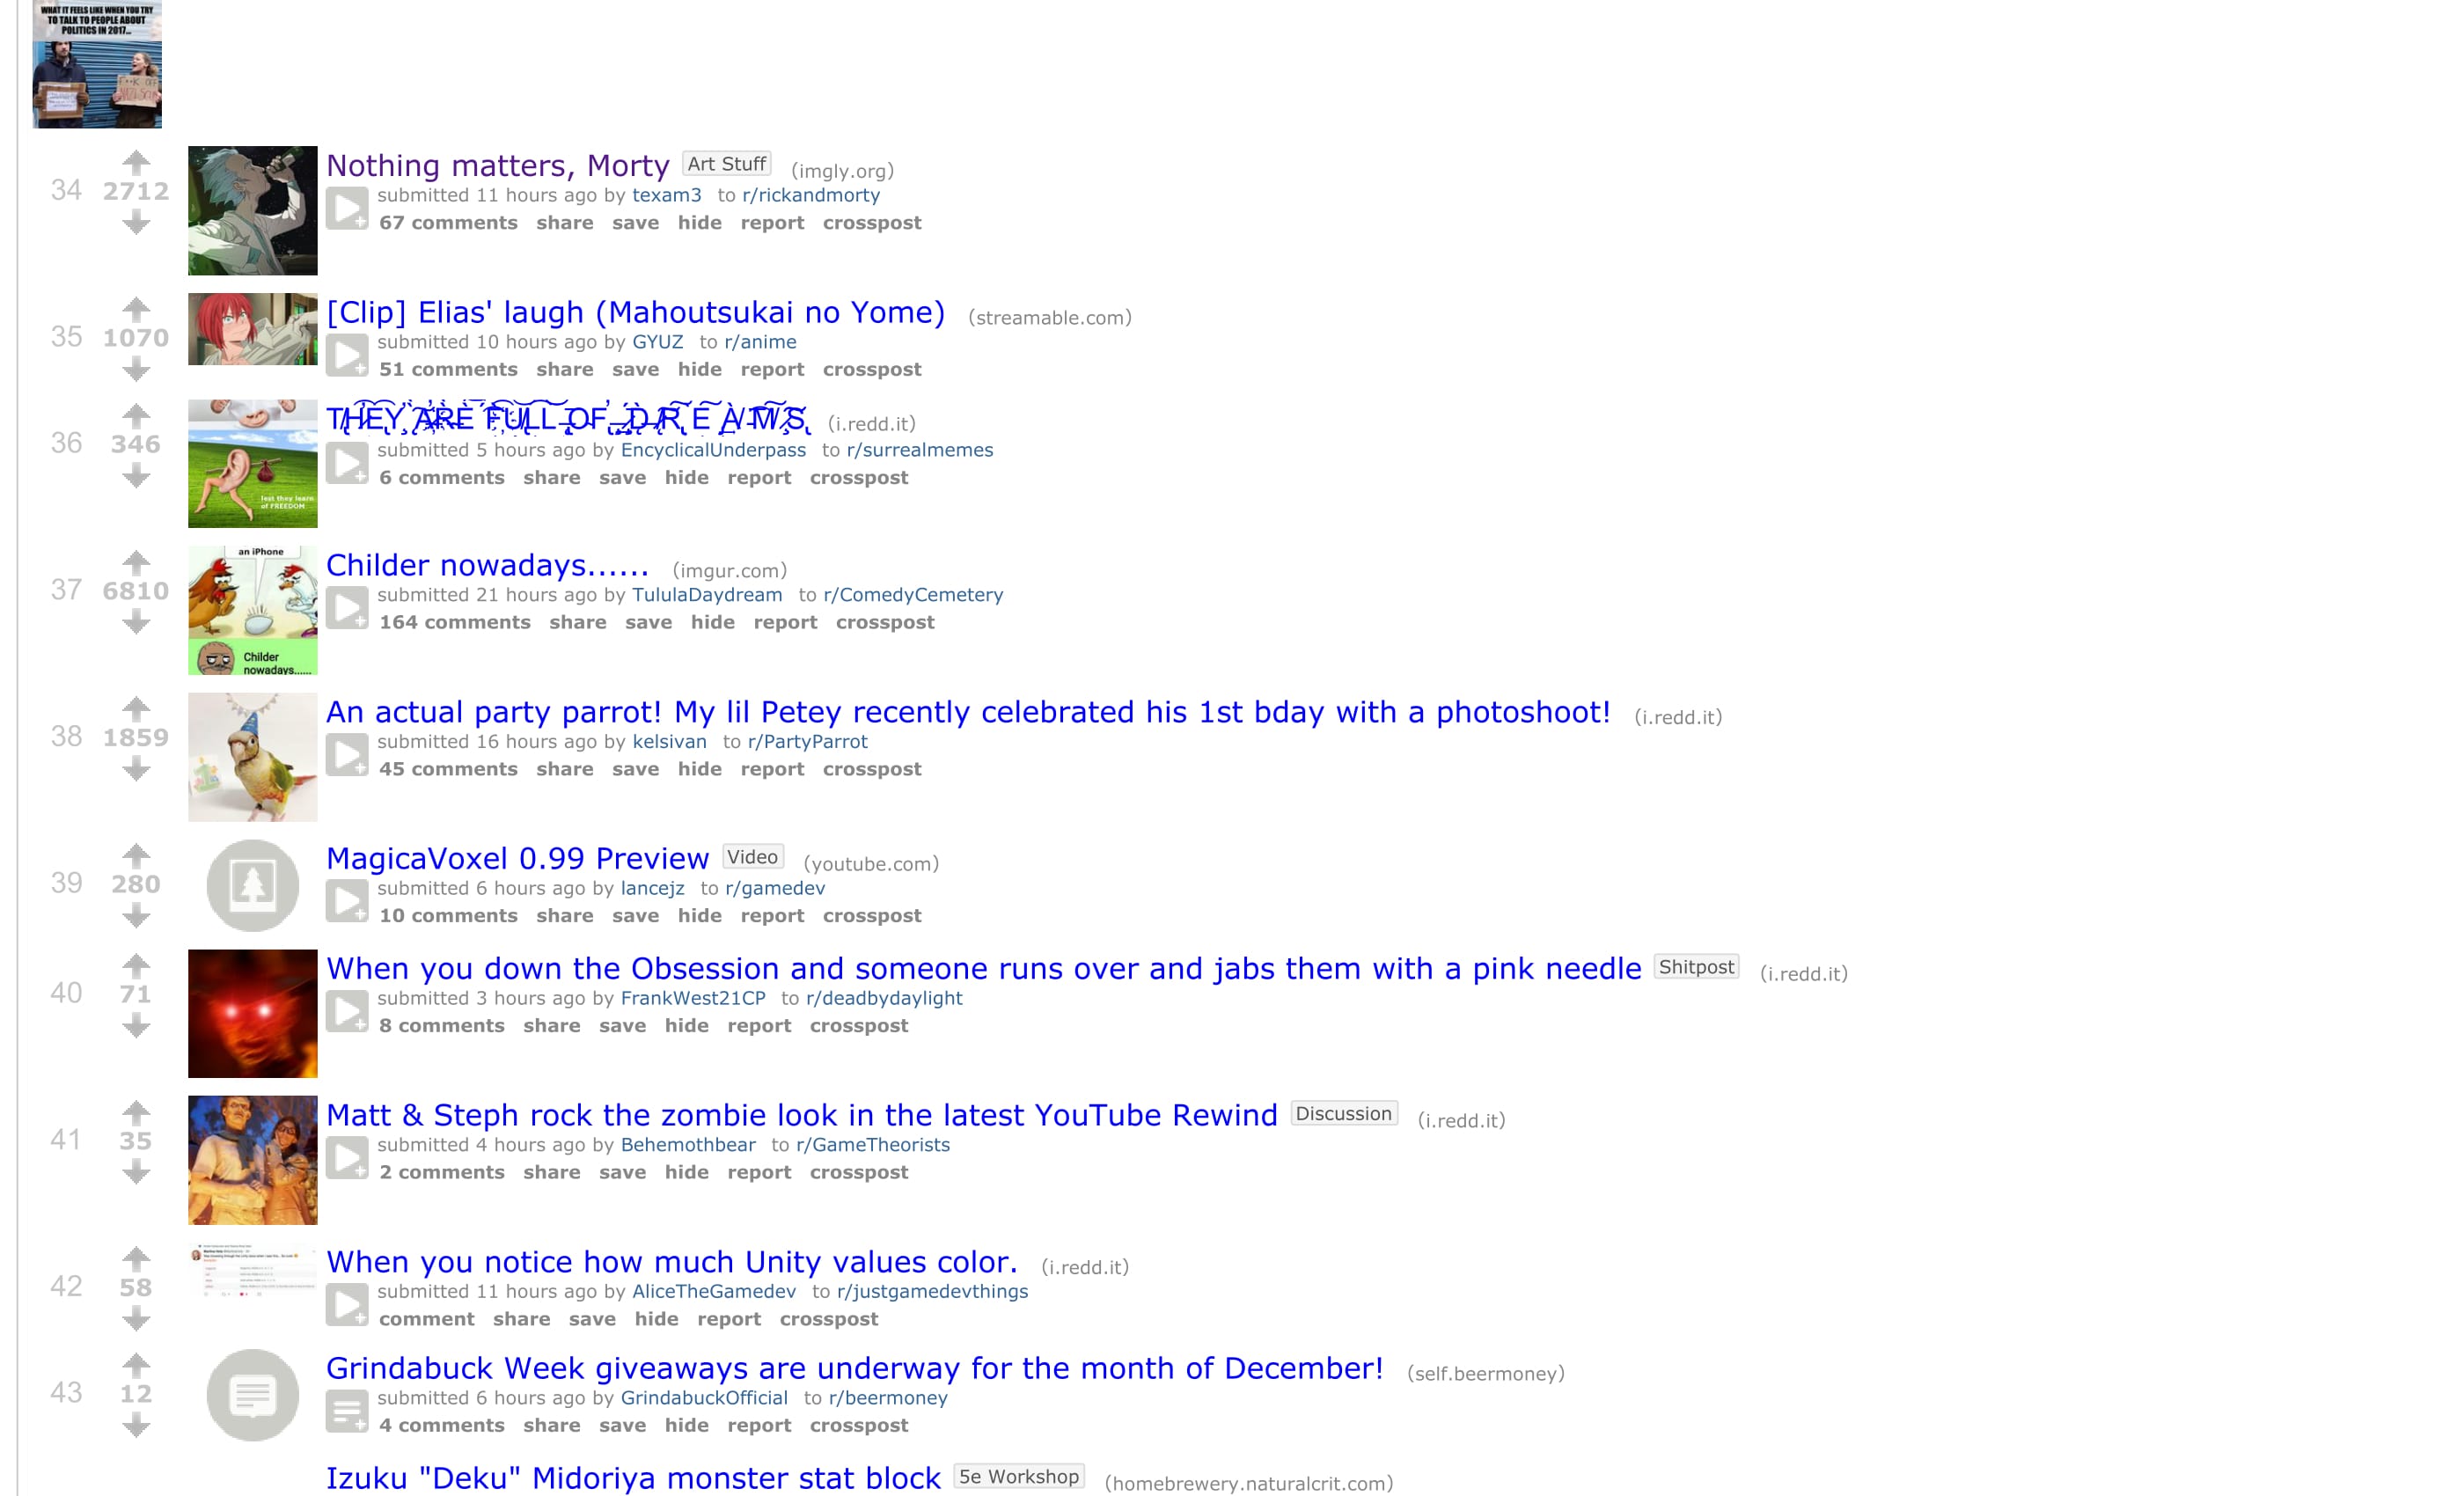 WHAT IT FEELS LIKE WHEN YOU TRY
TO TALK TO PEOPLE ABOUT
POLITICS IN 2017...
34
2712
Nothing matters, Morty Art Stuff (imgly.org)
submitted 11 hours ago by texam3 to r/rickandmorty
67 comments share save hide report crosspost
35
1070
[Clip] Elias' laugh (Mahoutsukai no Yome) (streamable.com)
submitted 10 hours ago by GYUZ to r/anime
51 comments share save hide report crosspost
36
346
lest they learn
of FREEDOM
THEY ARE FULL OF D R E A M S (i.redd.it)
submitted 5 hours ago by EncyclicalUnderpass to r/surrealmemes
6 comments share save hide report crosspost
37
6810
an iPhone
Childer
nowadays......
Childer nowadays...... (imgur.com)
submitted 21 hours ago by TululaDaydream to r/ComedyCemetery
164 comments share save hide report crosspost
38
1859
An actual party parrot! My lil Petey recently celebrated his 1st bday with a photoshoot! (i.redd.it)
submitted 16 hours ago by kelsivan to r/PartyParrot
45 comments share save hide report crosspost
39
280
MagicaVoxel 0.99 Preview Video (youtube.com)
submitted 6 hours ago by lancejz to r/gamedev
10 comments share save hide report crosspost
40
71
When you down the Obsession and someone runs over and jabs them with a pink needle Shitpost (i.redd.it)
submitted 3 hours ago by FrankWest21CP to r/deadbydaylight
8 comments share save hide report crosspost
41
35
Matt & Steph rock the zombie look in the latest YouTube Rewind Discussion (i.redd.it)
submitted 4 hours ago by Behemothbear to r/GameTheorists
2 comments share save hide report crosspost
42
58
When you notice how much Unity values color. (i.redd.it)
submitted 11 hours ago by AliceTheGamedev to r/justgamedevthings
comment share save hide report crosspost
43
12
Grindabuck Week giveaways are underway for the month of December! (self.beermoney)
submitted 6 hours ago by GrindabuckOfficial to r/beermoney
4 comments share save hide report crosspost
Izuku "Deku" Midoriya monster stat block 5e Workshop (homebrewery.naturalcrit.com)